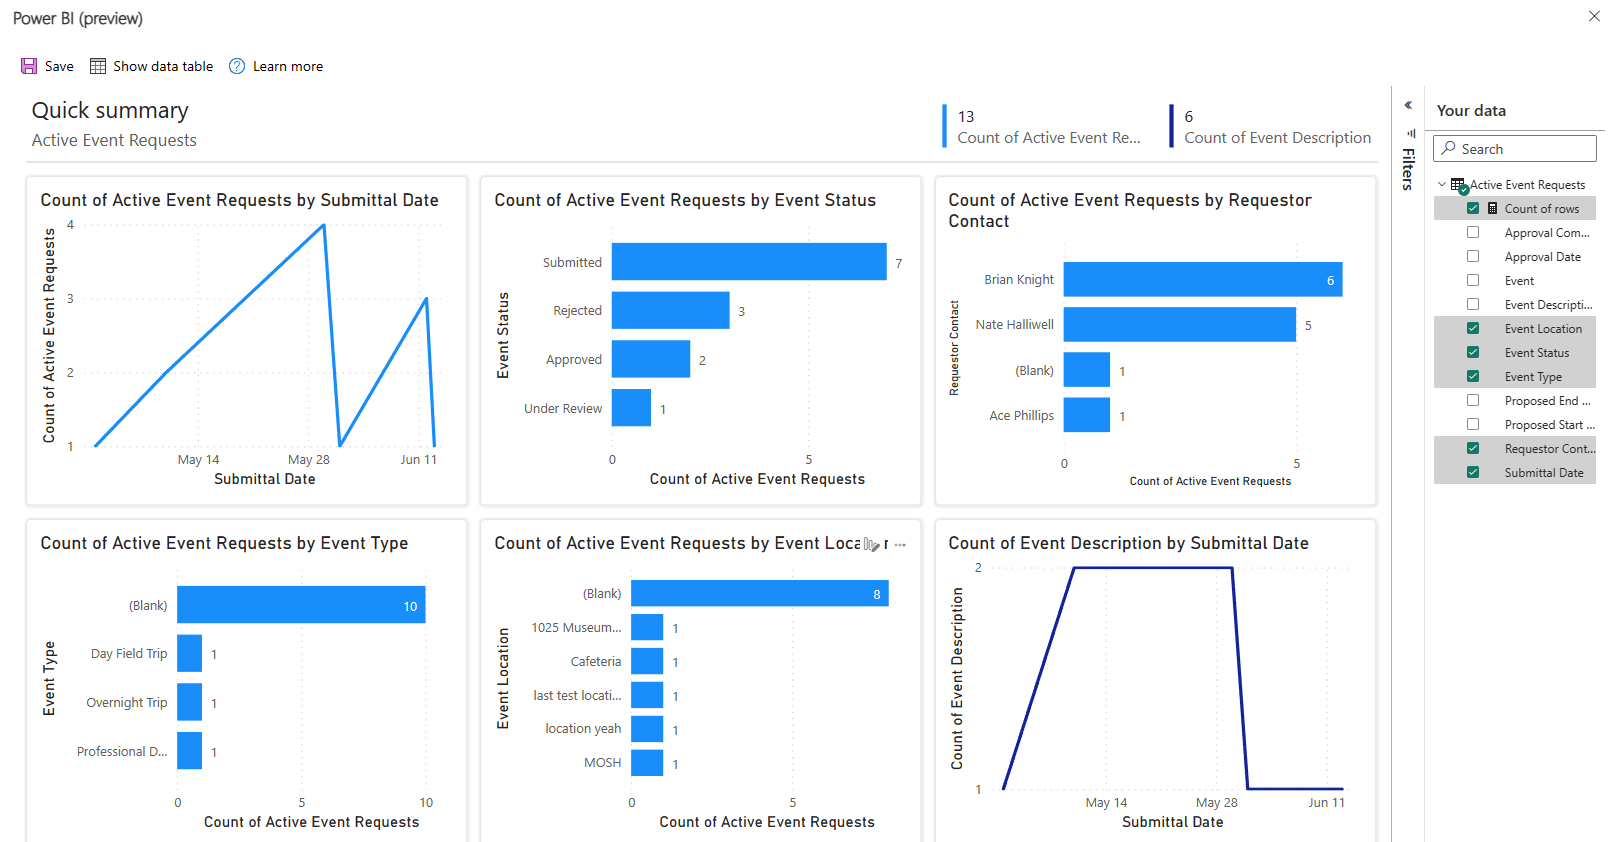 Power BI (preview)
Save Show data table Learn more
Quick summary
Active Event Requests
13
Count of Active Event Re...
6
Count of Event Description
Count of Active Event Requests by Submittal Date
Count of Active Event Requests
4
3
2
1
May 14 May 28 Jun 11
Submittal Date
Count of Active Event Requests by Event Status
Event Status
Submitted 7
Rejected 3
Approved 2
Under Review 1
0 5
Count of Active Event Requests
Count of Active Event Requests by Requestor
Contact
Requestor Contact
Brian Knight 6
Nate Halliwell 5
(Blank) 1
Ace Phillips 1
0 5
Count of Active Event Requests
Count of Active Event Requests by Event Type
Event Type
(Blank) 10
Day Field Trip 1
Overnight Trip 1
Professional D... 1
0 5 10
Count of Active Event Requests
Count of Active Event Requests by Event Loca
Event Location
(Blank) 8
1025 Museum... 1
Cafeteria 1
last test locati... 1
location yeah 1
MOSH 1
0 5
Count of Active Event Requests
Count of Event Description by Submittal Date
Count of Event Description
2
1
May 14 May 28 Jun 11
Submittal Date
Filters
Your data
Search
Active Event Requests
Count of rows
Approval Com...
Approval Date
Event
Event Descripti...
Event Location
Event Status
Event Type
Proposed End ...
Proposed Start ...
Requestor Cont...
Submittal Date